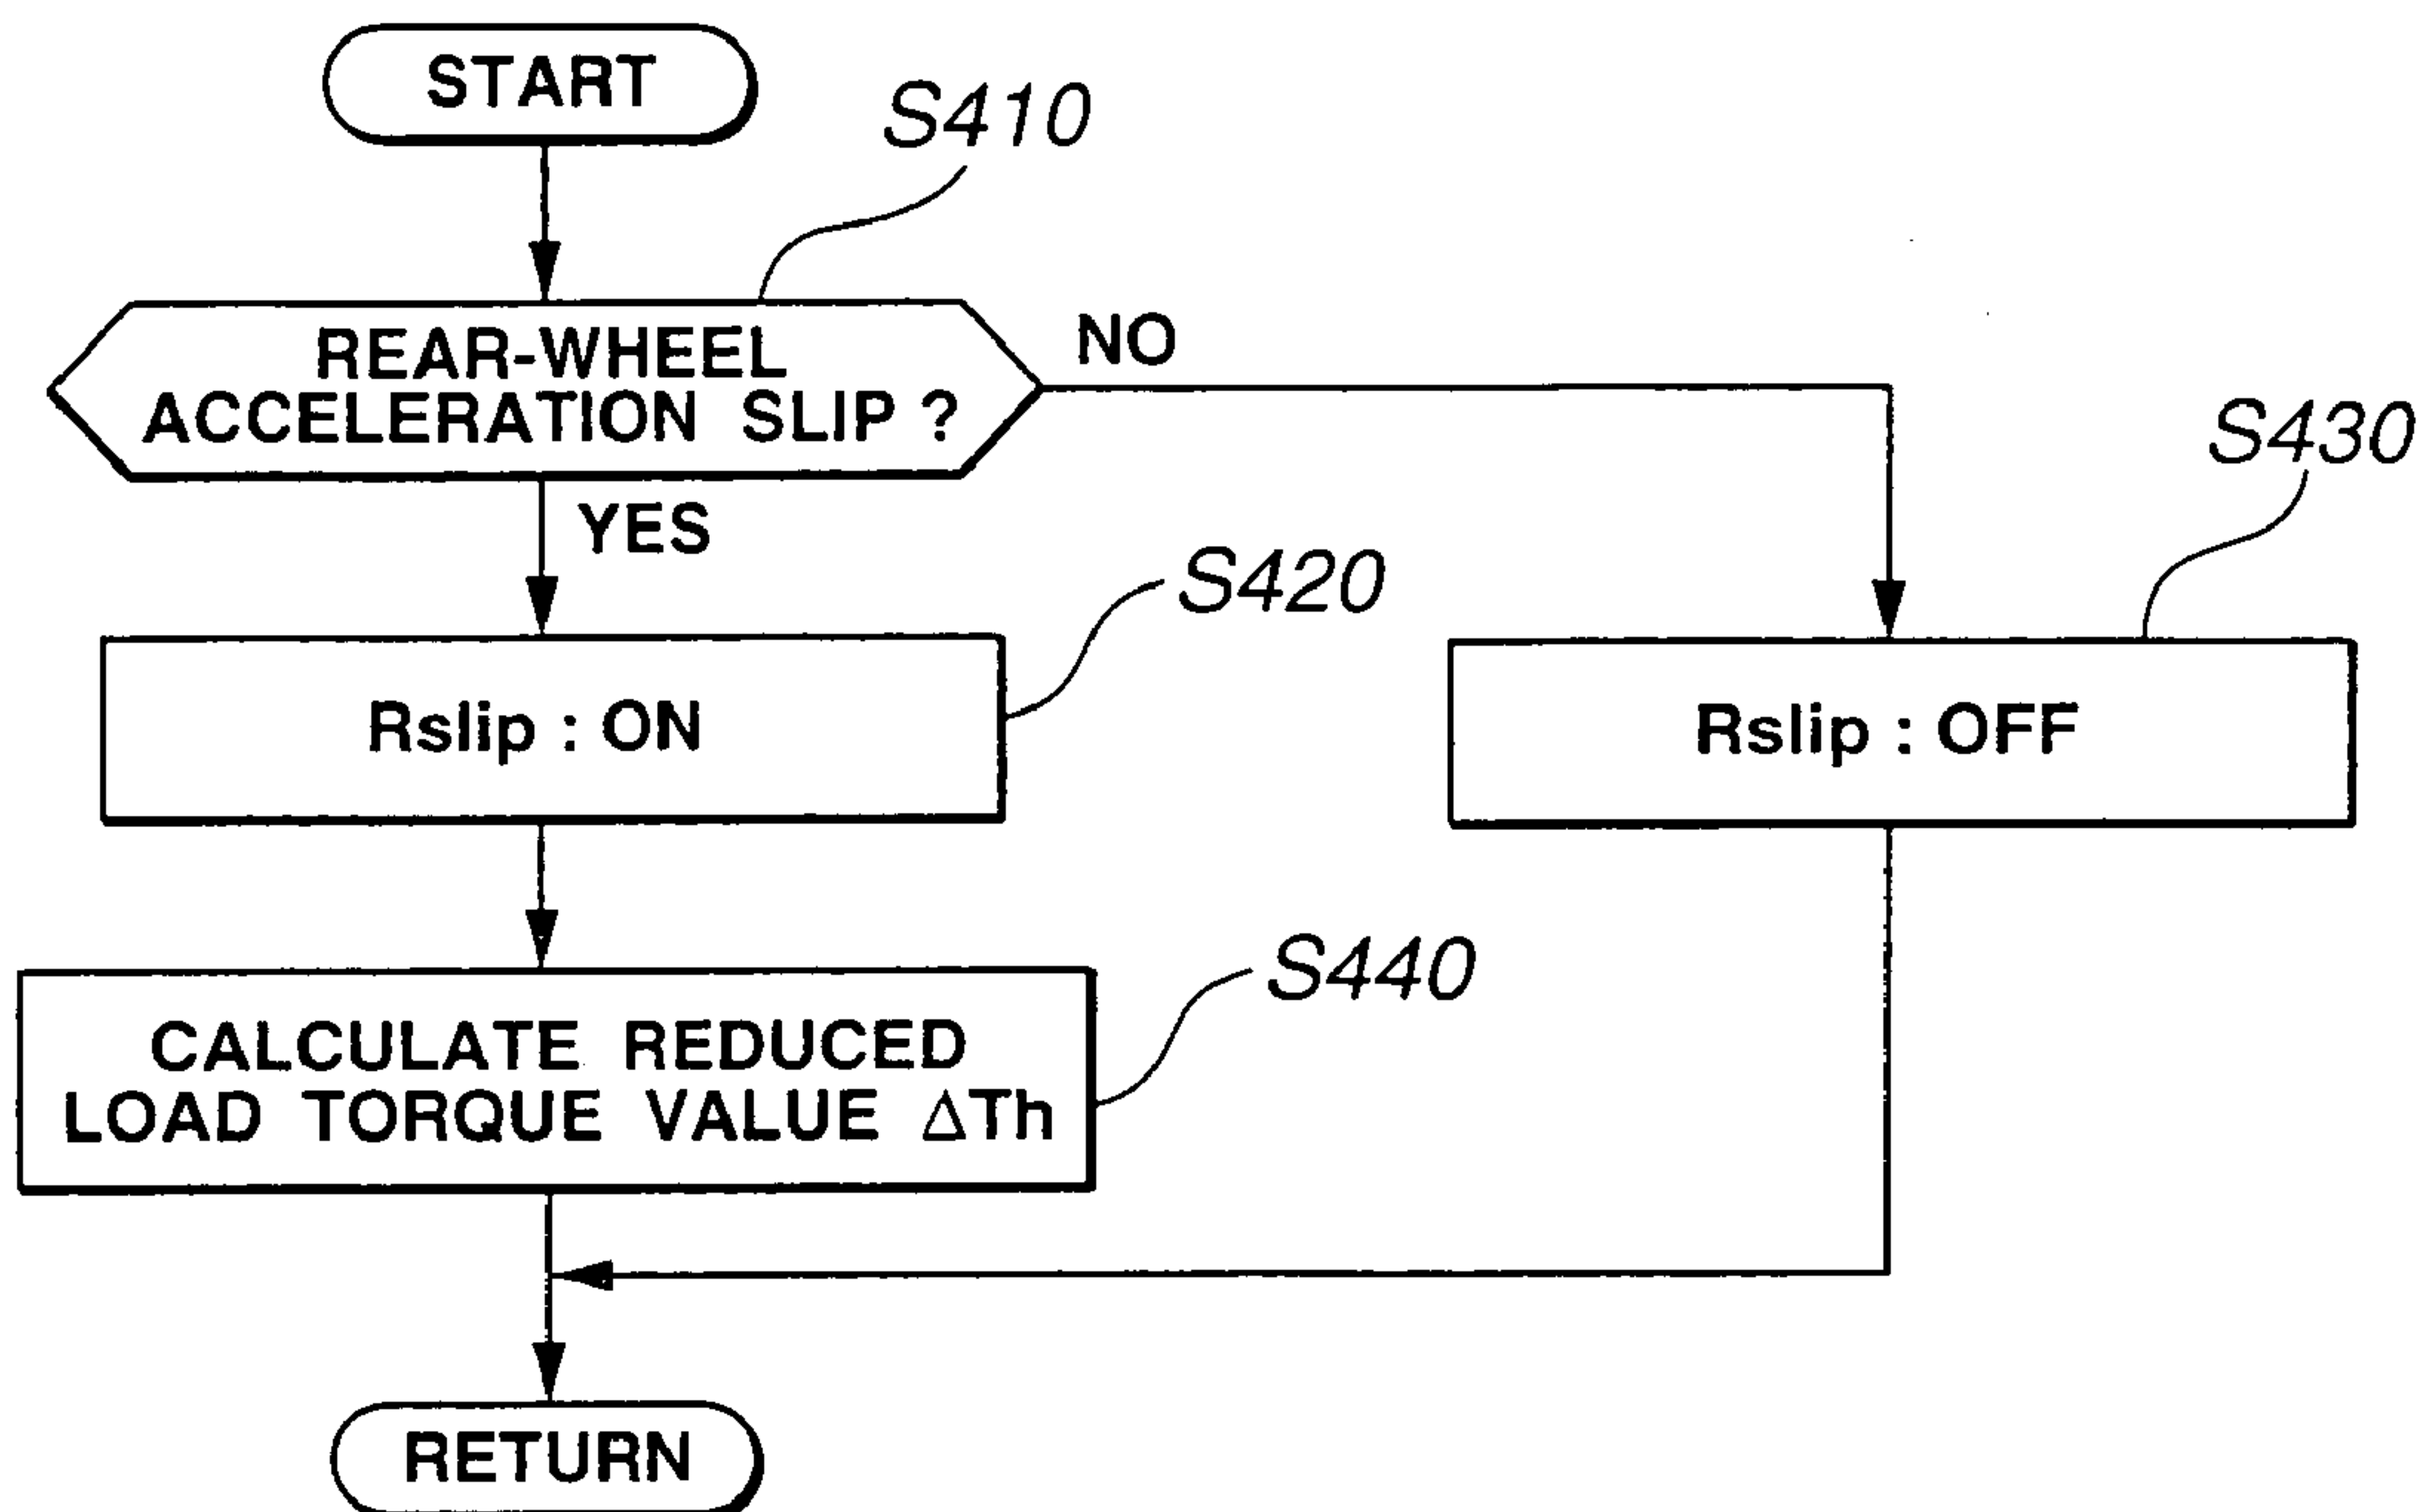 START
S410
REAR-WHEEL
ACCELERATION SLIP ?
NO
YES
S430
S420
Rslip : ON
Rslip : OFF
S440
CALCULATE REDUCED
LOAD TORQUE VALUE ΔTh
RETURN